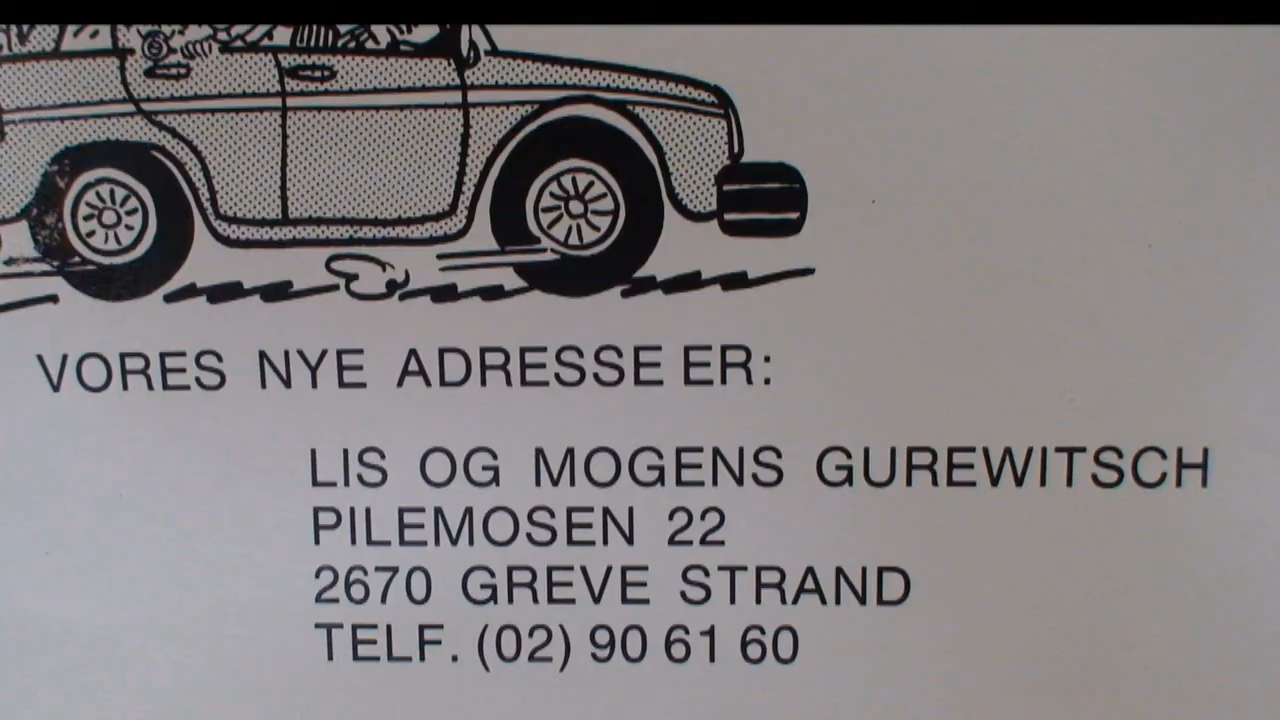 VORES NYE ADRESSE ER:
LIS OG MOGENS GUREWITSCH
PILEMOSEN 22
2670 GREVE STRAND
TELF. (02) 90 61 60